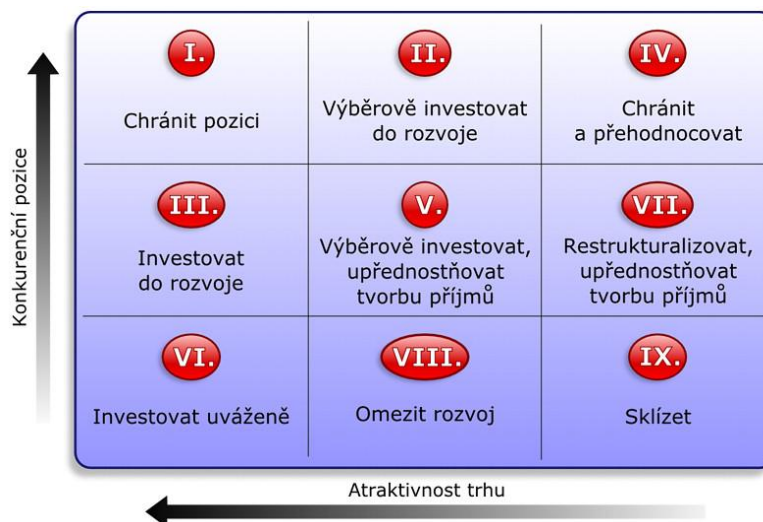 Konkurenční pozice
I.
Chránit pozici
II.
Výběrově investovat
do rozvoje
IV.
Chránit
a přehodnocovat
III.
Investovat
do rozvoje
V.
Výběrově investovat,
upřednostňovat
tvorbu příjmů
VII.
Restrukturalizovat,
upřednostňovat
tvorbu příjmů
VI.
Investovat uváženě
VIII.
Omezit rozvoj
IX.
Sklízet
Atraktivnost trhu